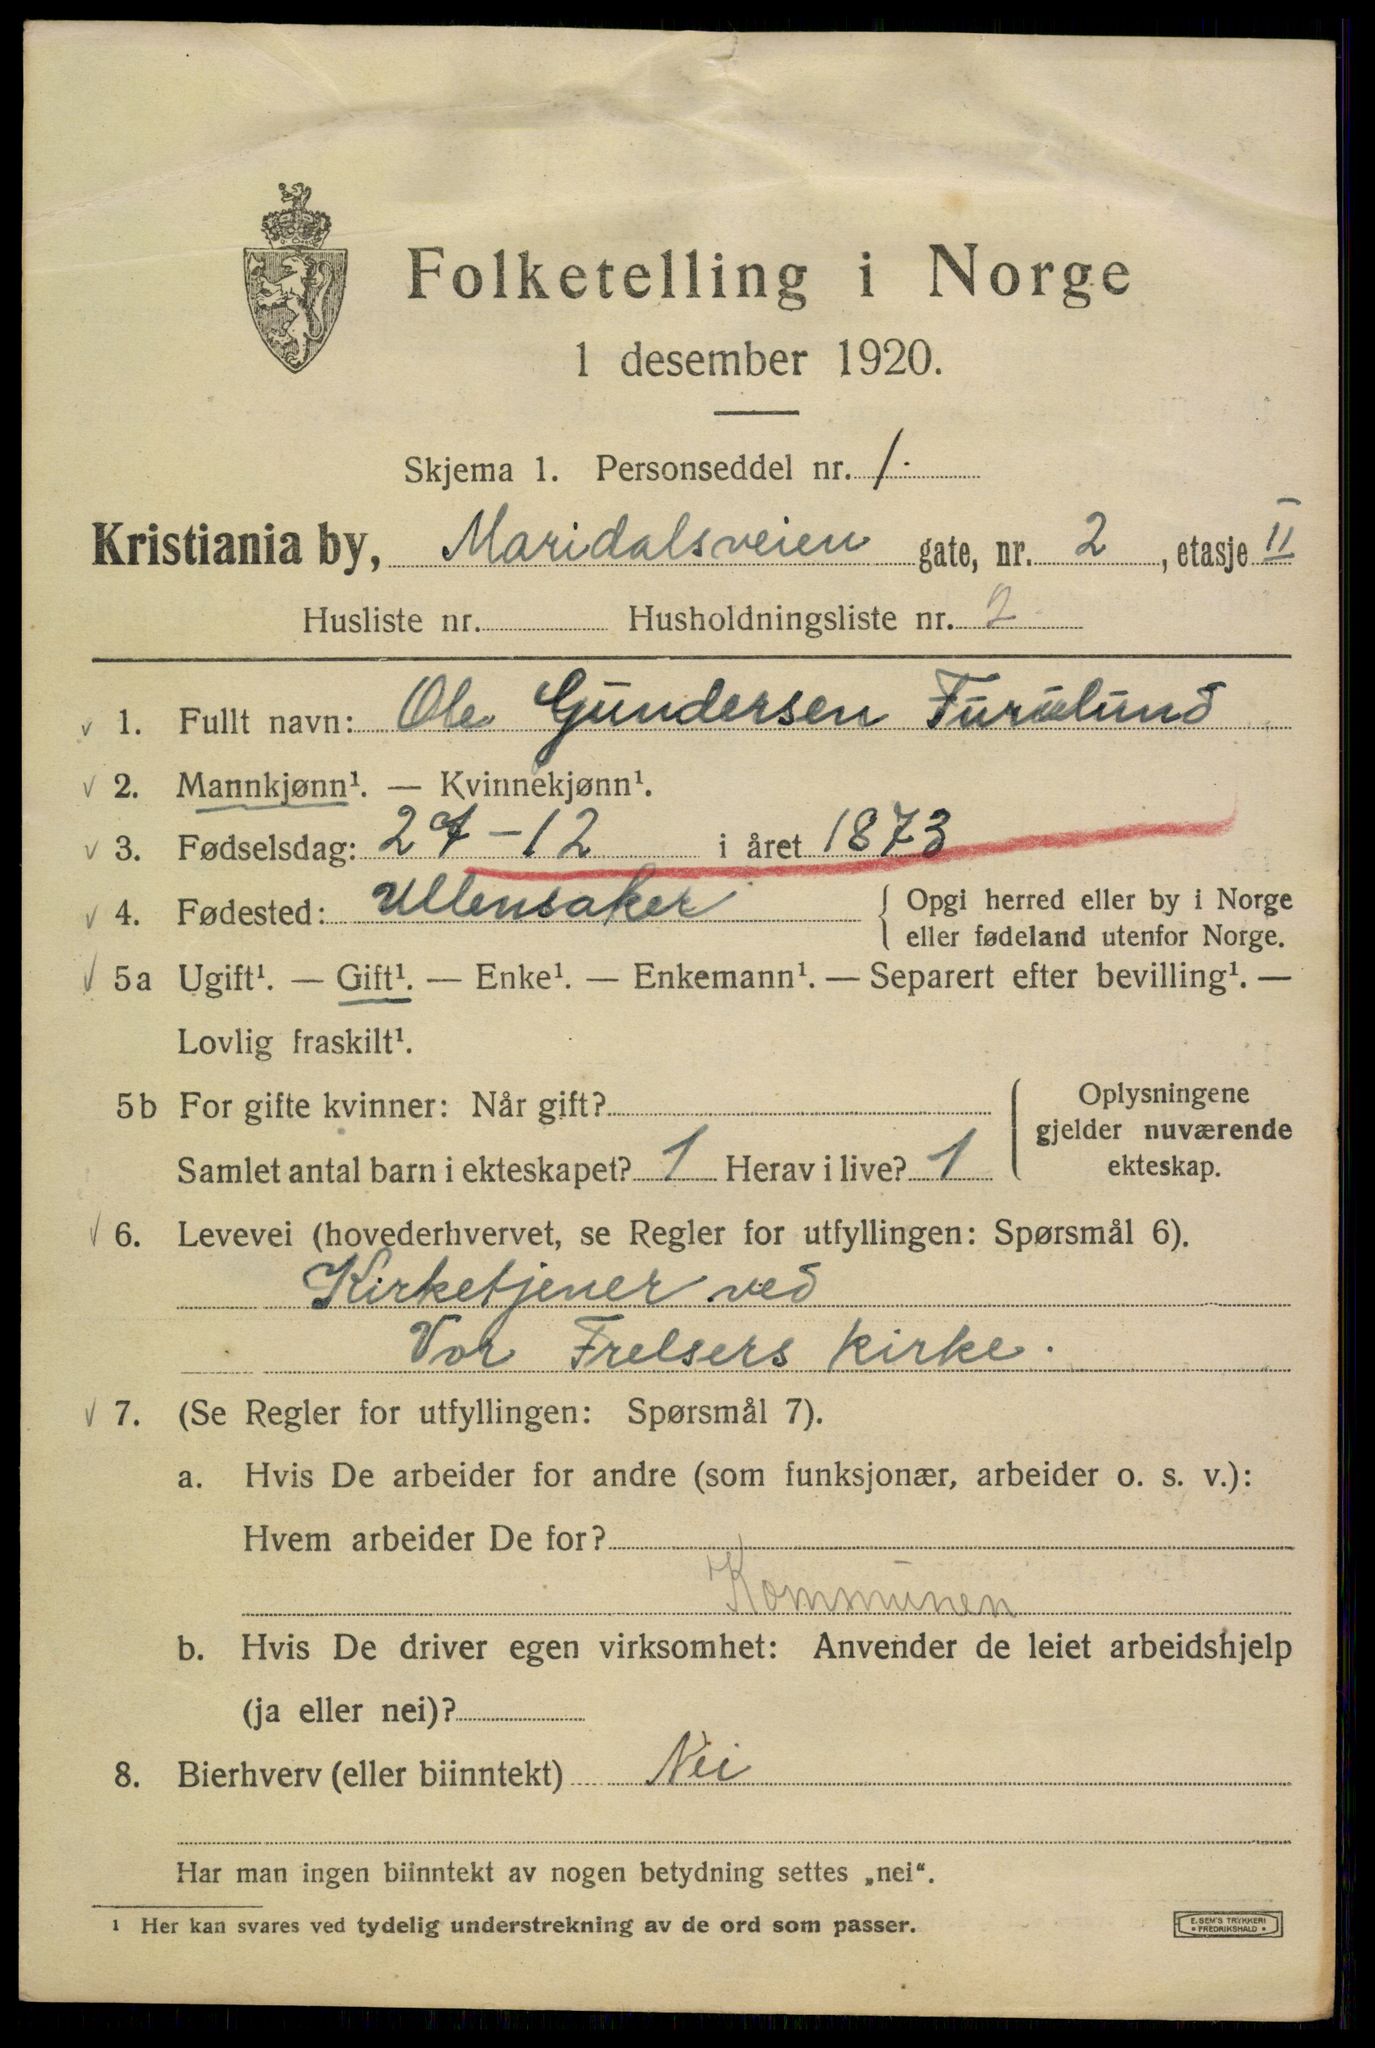 Folketelling i Norge
1 desember 1920.
Skjema 1. Personseddel nr. 1.
Kristiania by, Maridalsveien gate, nr. 2, etasje II
Husliste nr. Husholdningsliste nr. 2
√ 1. Fullt navn: Ole Gundersen Furulund
√ 2. Mannkjønn¹. — Kvinnekjønn¹.
√ 3. Fødselsdag: 27-12 i året 1873
√ 4. Fødested: Ullensaker { Opgi herred eller by i Norge
eller fødeland utenfor Norge.
√ 5a Ugift¹. — Gift¹. — Enke¹. — Enkemann¹. — Separert efter bevilling¹. —
Lovlig fraskilt¹.
5b For gifte kvinner: Når gift?
Samlet antal barn i ekteskapet? 1 Herav i live? 1
{ Oplysningene
gjelder nuværende
ekteskap.
√ 6. Levevei (hovederhvervet, se Regler for utfyllingen: Spørsmål 6).
Kirketjener ved
Vor Frelsers kirke.
√ 7. (Se Regler for utfyllingen: Spørsmål 7).
a. Hvis De arbeider for andre (som funksjonær, arbeider o. s. v.):
Hvem arbeider De for?
Kommunen
b. Hvis De driver egen virksomhet: Anvender de leiet arbeidshjelp
(ja eller nei)?
8. Bierhverv (eller biinntekt) Nei
Har man ingen biinntekt av nogen betydning settes „nei“.
¹ Her kan svares ved tydelig understrekning av de ord som passer.
E. SEM'S TRYKKERI
• FREDRIKSHALD •